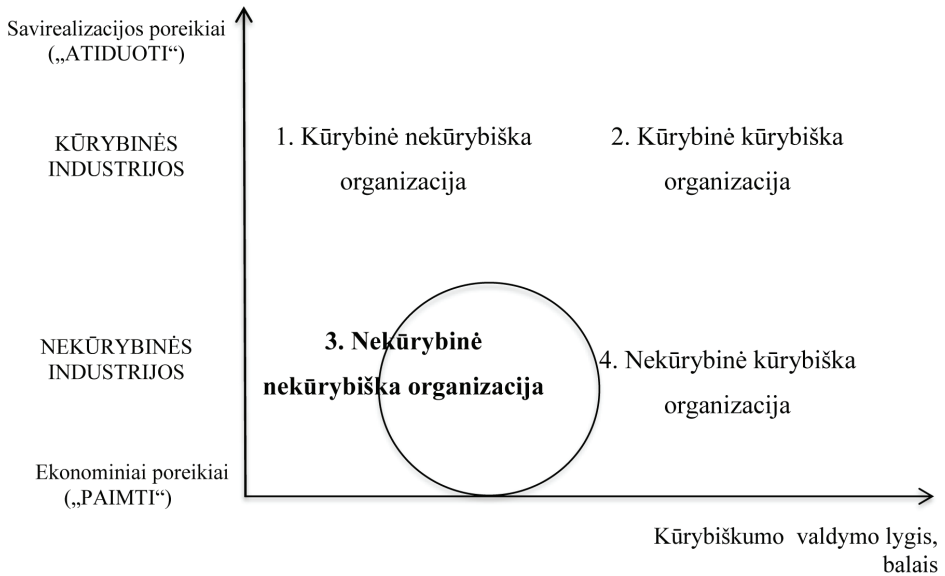 Savirealizacijos poreikiai
(„ATIDUOTI“)
KŪRYBINĖS
INDUSTRIJOS
1. Kūrybinė nekūrybiška
organizacija
2. Kūrybinė kūrybiška
organizacija
NEKŪRYBINĖS
INDUSTRIJOS
3. Nekūrybinė
nekūrybiška organizacija
4. Nekūrybinė kūrybiška
organizacija
Ekonominiai poreikiai
(„PAIMTI“)
Kūrybiškumo valdymo lygis,
balais